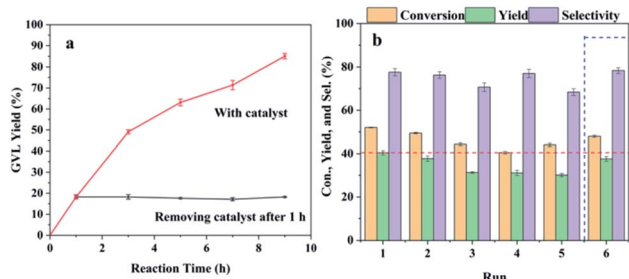 a
100
90
80
70
60
50
40
30
20
10
0
GVL Yield (%)
With catalyst
Removing catalyst after 1 h
0 2 4 6 8 10
Reaction Time (h)
Conversion Yield Selectivity
b
100
80
60
40
20
0
Con., Yield, and Sel. (%)
1 2 3 4 5 6
Run